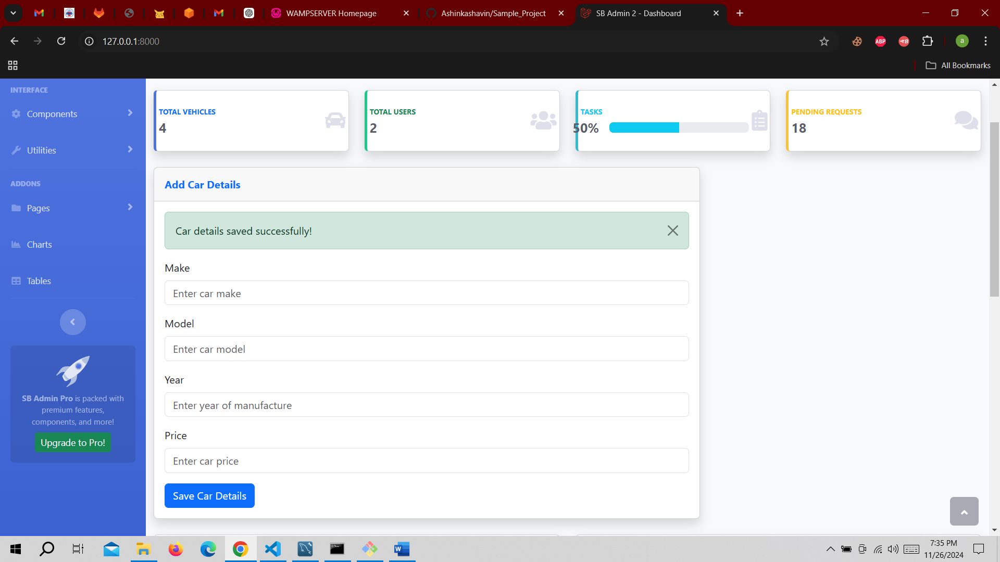 WAMPSERVER Homepage
Ashinkashavin/Sample_Project
SB Admin 2 - Dashboard
127.0.0.1:8000
ABP
B
a
All Bookmarks
INTERFACE
Components
Utilities
ADDONS
Pages
Charts
Tables
SB Admin Pro is packed with
premium features,
components, and more!
Upgrade to Pro!
TOTAL VEHICLES
4
TOTAL USERS
2
TASKS
50%
PENDING REQUESTS
18
Add Car Details
Car details saved successfully!
Make
Enter car make
Model
Enter car model
Year
Enter year of manufacture
Price
Enter car price
Save Car Details
W
7:35 PM
11/26/2024